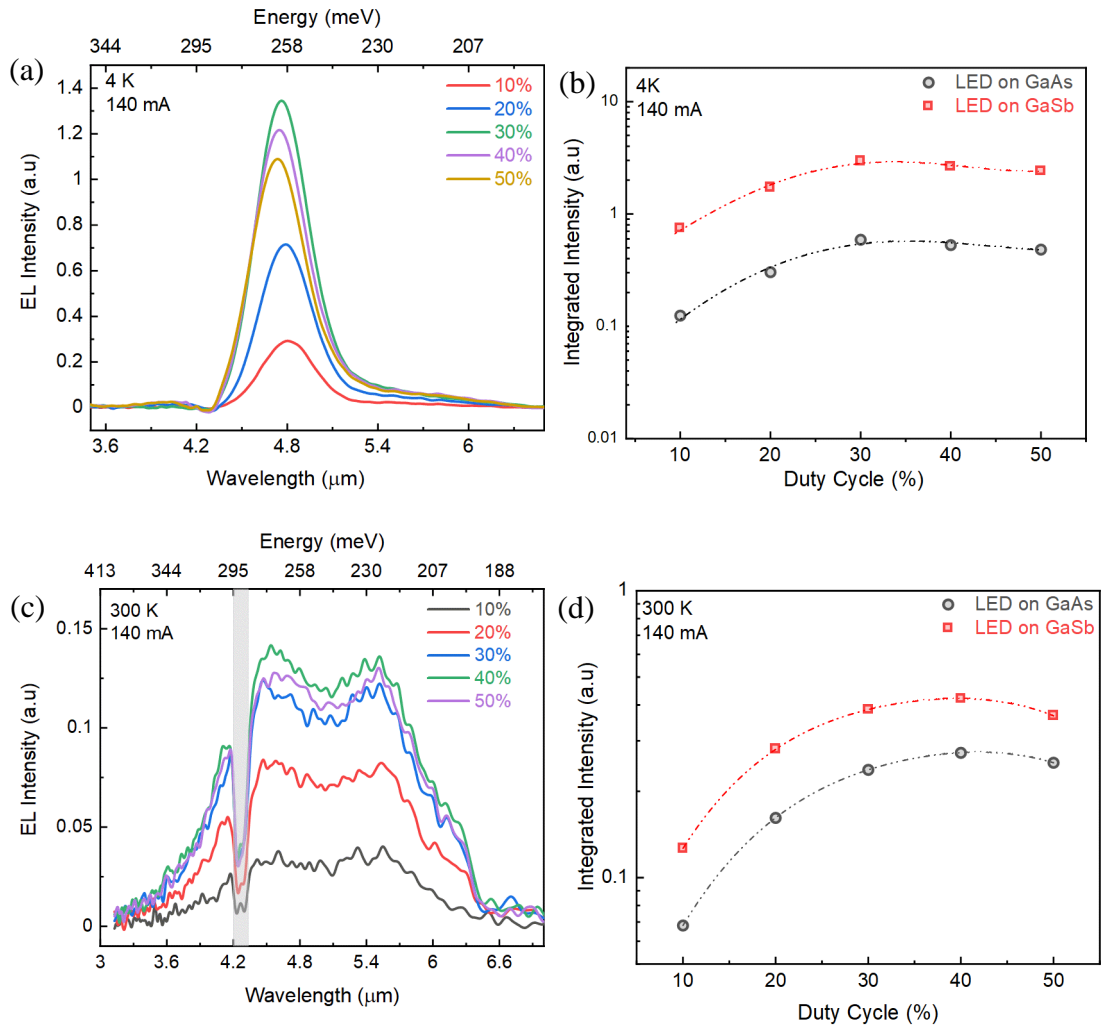 (a)
Energy (meV)
344 295 258 230 207
4 K
140 mA
10%
20%
30%
40%
50%
1.4
1.2
1
0.8
0.6
0.4
0.2
0
EL Intensity (a.u)
3.6 4.2 4.8 5.4 6
Wavelength (μm)
(b)
4K
140 mA
LED on GaAs
LED on GaSb
10
1
0.1
0.01
Integrated Intensity (a.u)
10 20 30 40 50
Duty Cycle (%)
(c)
Energy (meV)
413 344 295 258 230 207 188
300 K
140 mA
10%
20%
30%
40%
50%
0.15
0.1
0.05
0
EL Intensity (a.u)
3 3.6 4.2 4.8 5.4 6 6.6
Wavelength (μm)
(d)
300 K
140 mA
LED on GaAs
LED on GaSb
1
0.1
Integrated Intensity (a.u)
10 20 30 40 50
Duty Cycle (%)